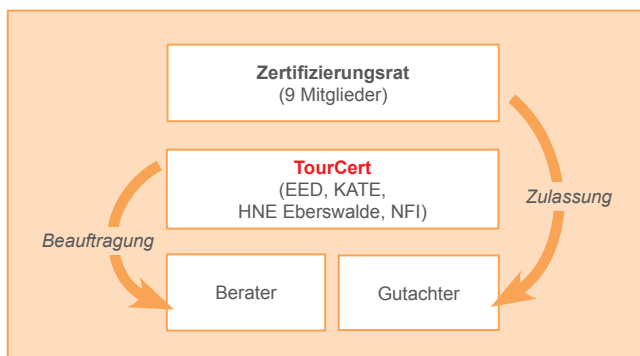 Zertifizierungsrat
(9 Mitglieder)
TourCert
(EED, KATE,
HNE Eberswalde, NFI)
Zulassung
Beauftragung
Berater
Gutachter